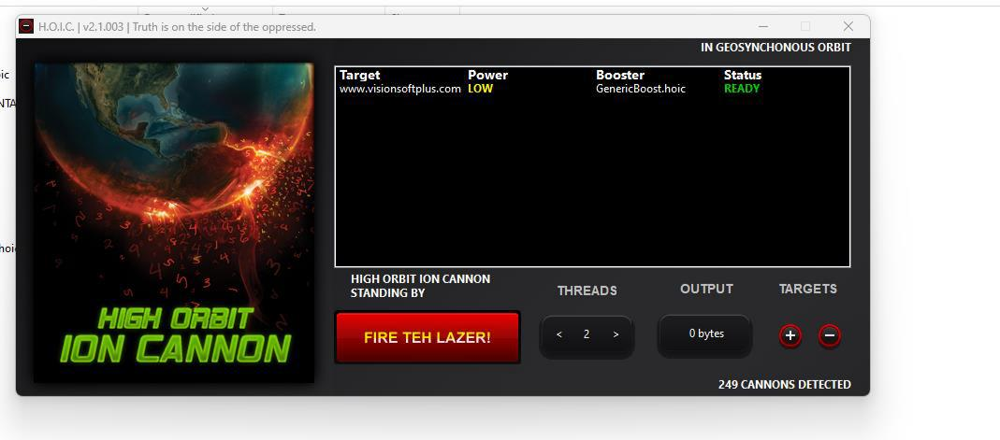 H.O.I.C. | v2.1.003 | Truth is on the side of the oppressed.
IN GEOSYNCHONOUS ORBIT
Target Power Booster Status
www.visionsoftplus.com LOW GenericBoost.hoic READY
HIGH ORBIT
ION CANNON
HIGH ORBIT ION CANNON
STANDING BY
THREADS OUTPUT TARGETS
FIRE TEH LAZER!
< 2 > 0 bytes + −
249 CANNONS DETECTED